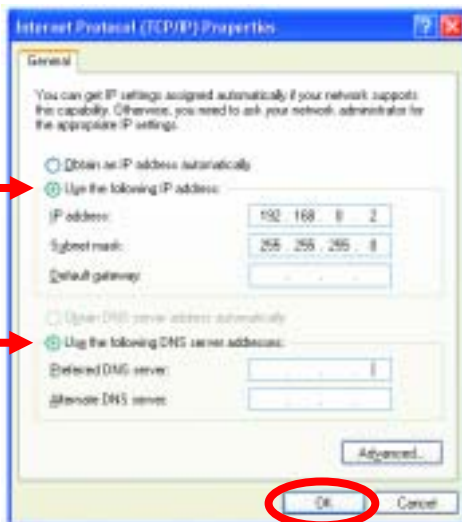 Internet Protocol (TCP/IP) Properties
General
You can get IP settings assigned automatically if your network supports
this capability. Otherwise, you need to ask your network administrator for
the appropriate IP settings.
Obtain an IP address automatically
Use the following IP address:
IP address: 192 . 168 . 0 . 2
Subnet mask: 255 . 255 . 255 . 0
Default gateway:
Obtain DNS server address automatically
Use the following DNS server addresses:
Preferred DNS server:
Alternate DNS server:
Advanced...
OK Cancel